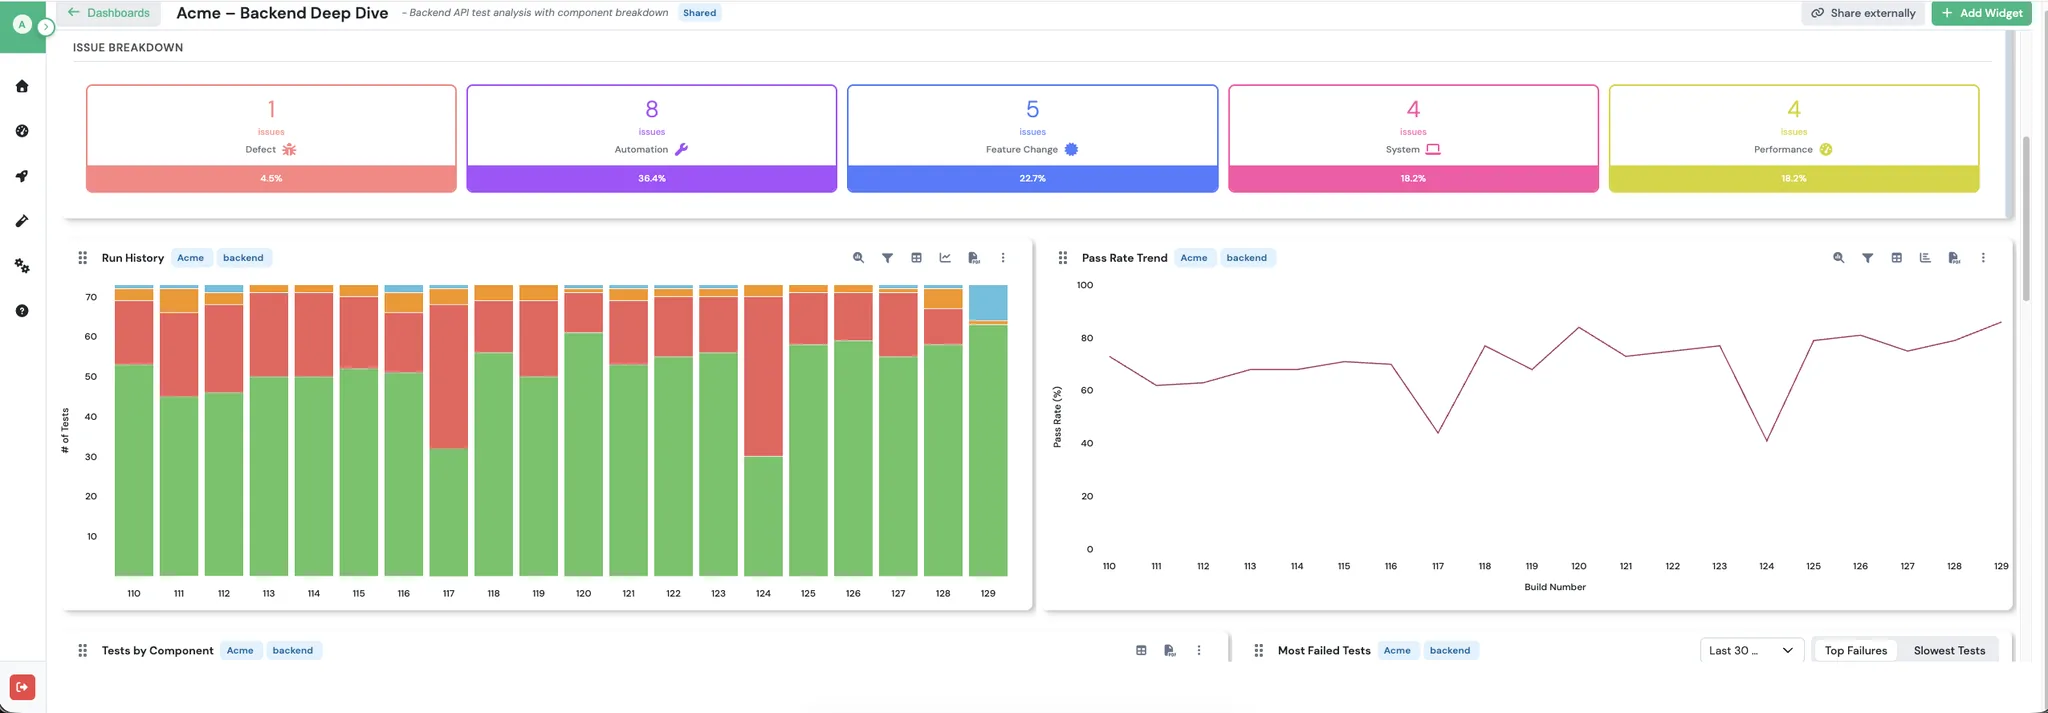 A
Dashboards
Acme – Backend Deep Dive
- Backend API test analysis with component breakdown
Shared
Share externally
Add Widget
ISSUE BREAKDOWN
1
issues
Defect
4.5%
8
issues
Automation
36.4%
5
issues
Feature Change
22.7%
4
issues
System
18.2%
4
issues
Performance
18.2%
Run History Acme backend
# of Tests
70
60
50
40
30
20
10
110 111 112 113 114 115 116 117 118 119 120 121 122 123 124 125 126 127 128 129
Pass Rate Trend Acme backend
Pass Rate (%)
100
80
60
40
20
0
110 111 112 113 114 115 116 117 118 119 120 121 122 123 124 125 126 127 128 129
Build Number
Tests by Component Acme backend
Most Failed Tests Acme backend
Last 30 ...
Top Failures
Slowest Tests